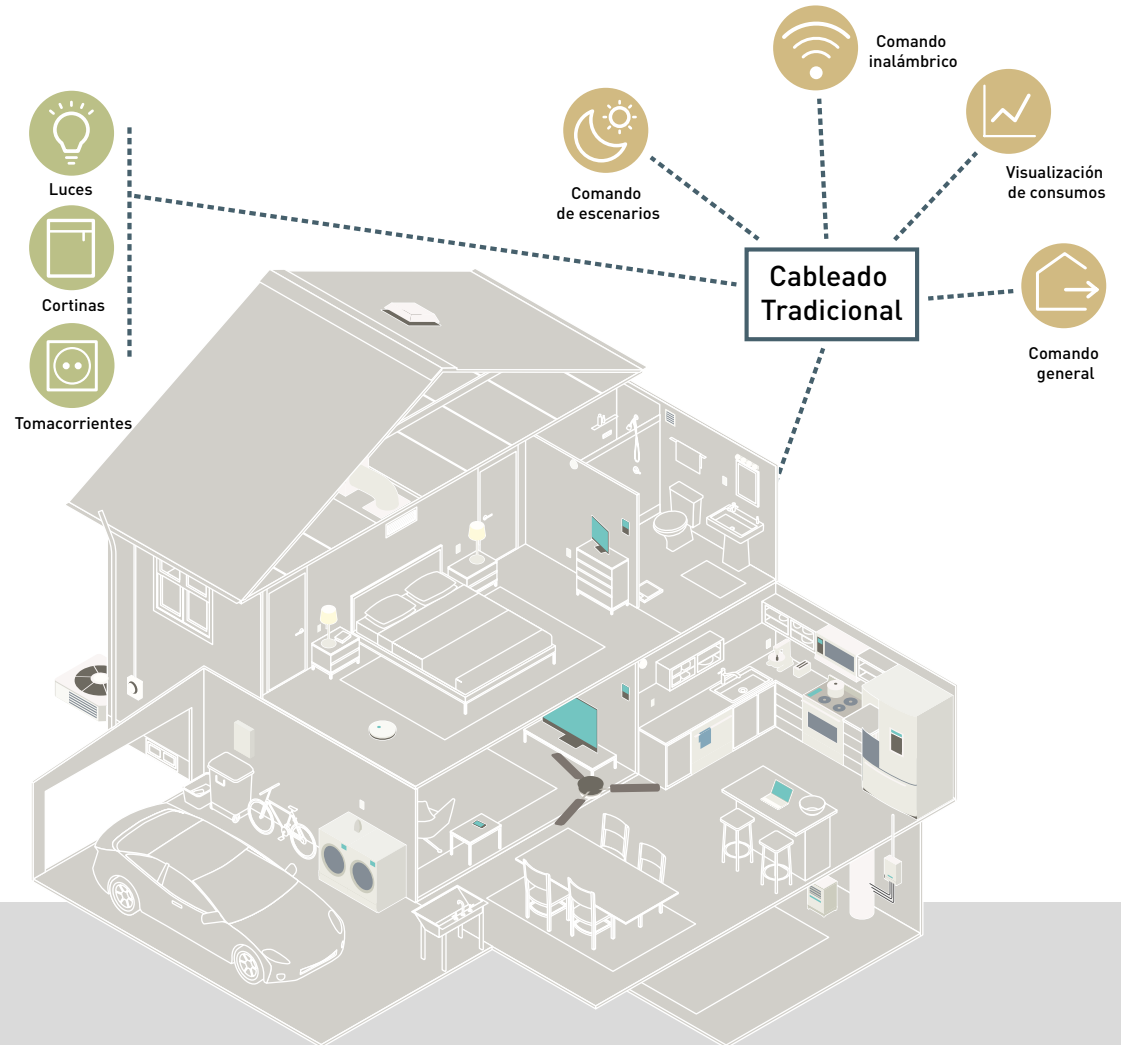 Comando
inalámbrico
Luces
Comando
de escenarios
Visualización
de consumos
Cableado
Tradicional
Cortinas
Comando
general
Tomacorrientes